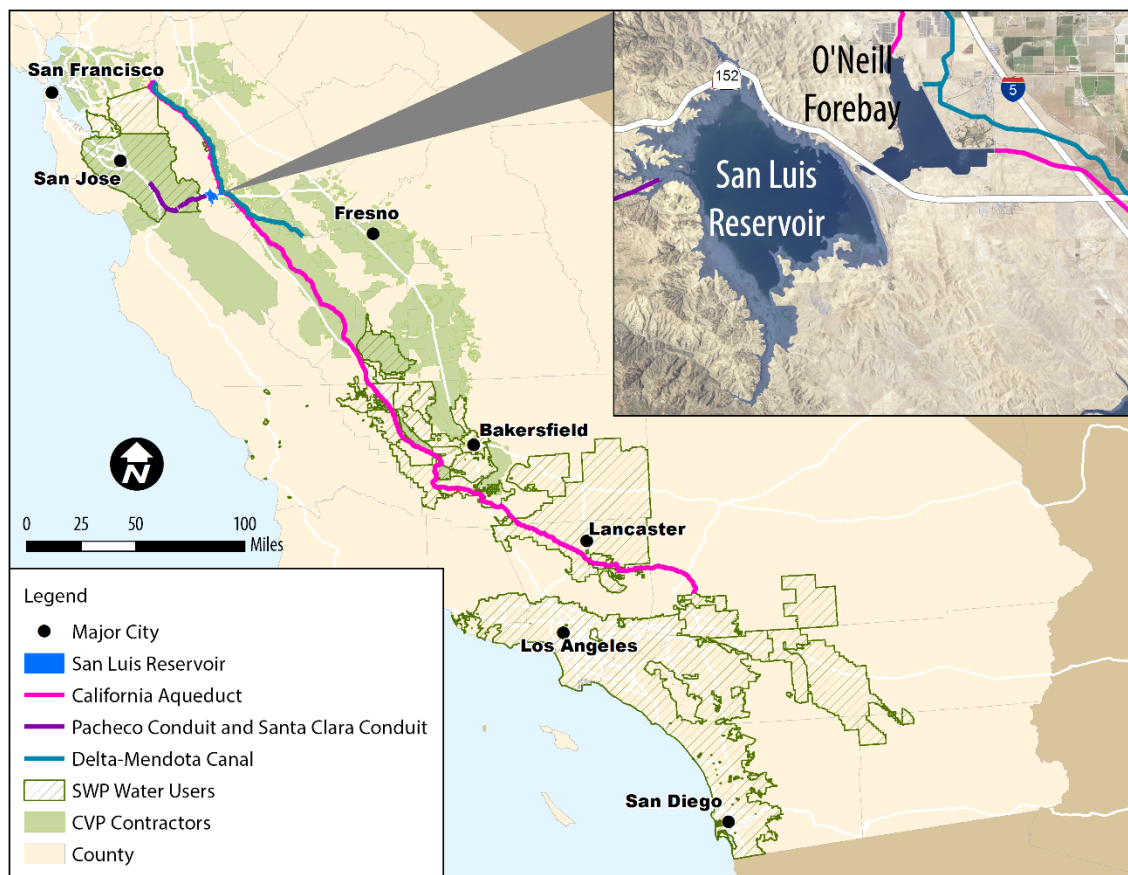 San Francisco
San Jose
Fresno
Bakersfield
Lancaster
Los Angeles
San Diego
152
O'Neill
Forebay
5
San Luis
Reservoir
N
0 25 50 100
Miles
Legend
Major City
San Luis Reservoir
California Aqueduct
Pacheco Conduit and Santa Clara Conduit
Delta-Mendota Canal
SWP Water Users
CVP Contractors
County